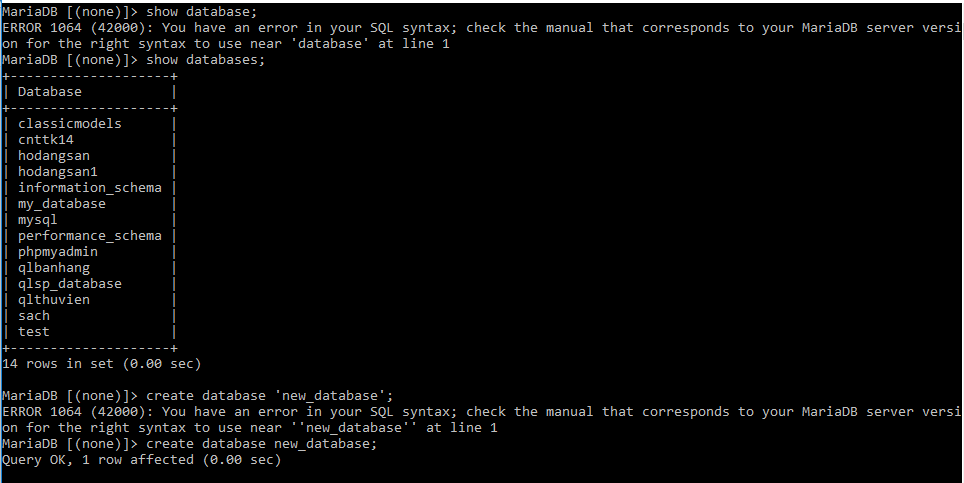 MariaDB [(none)]> show database;
ERROR 1064 (42000): You have an error in your SQL syntax; check the manual that corresponds to your MariaDB server versi
on for the right syntax to use near 'database' at line 1
MariaDB [(none)]> show databases;
+--------------------+
| Database           |
+--------------------+
| classicmodels      |
| cnttk14            |
| hodangsan          |
| hodangsan1         |
| information_schema |
| my_database        |
| mysql              |
| performance_schema |
| phpmyadmin         |
| qlbanhang          |
| qlsp_database      |
| qlthuvien          |
| sach               |
| test               |
+--------------------+
14 rows in set (0.00 sec)
MariaDB [(none)]> create database 'new_database';
ERROR 1064 (42000): You have an error in your SQL syntax; check the manual that corresponds to your MariaDB server versi
on for the right syntax to use near ''new_database'' at line 1
MariaDB [(none)]> create database new_database;
Query OK, 1 row affected (0.00 sec)